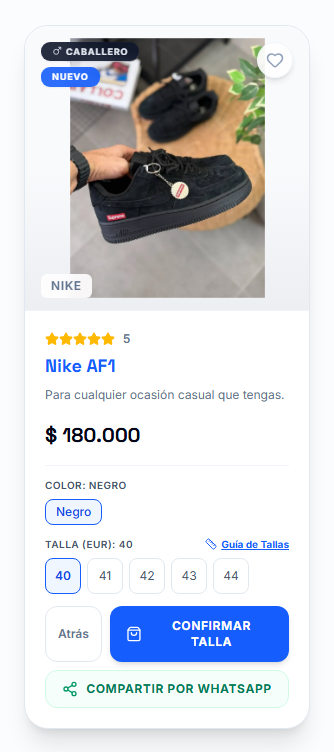 CABALLERO
NUEVO
Supreme
NIKE
5
Nike AF1
Para cualquier ocasión casual que tengas.
$ 180.000
COLOR: NEGRO
Negro
TALLA (EUR): 40 Guía de Tallas
40 41 42 43 44
Atrás
CONFIRMAR
TALLA
COMPARTIR POR WHATSAPP